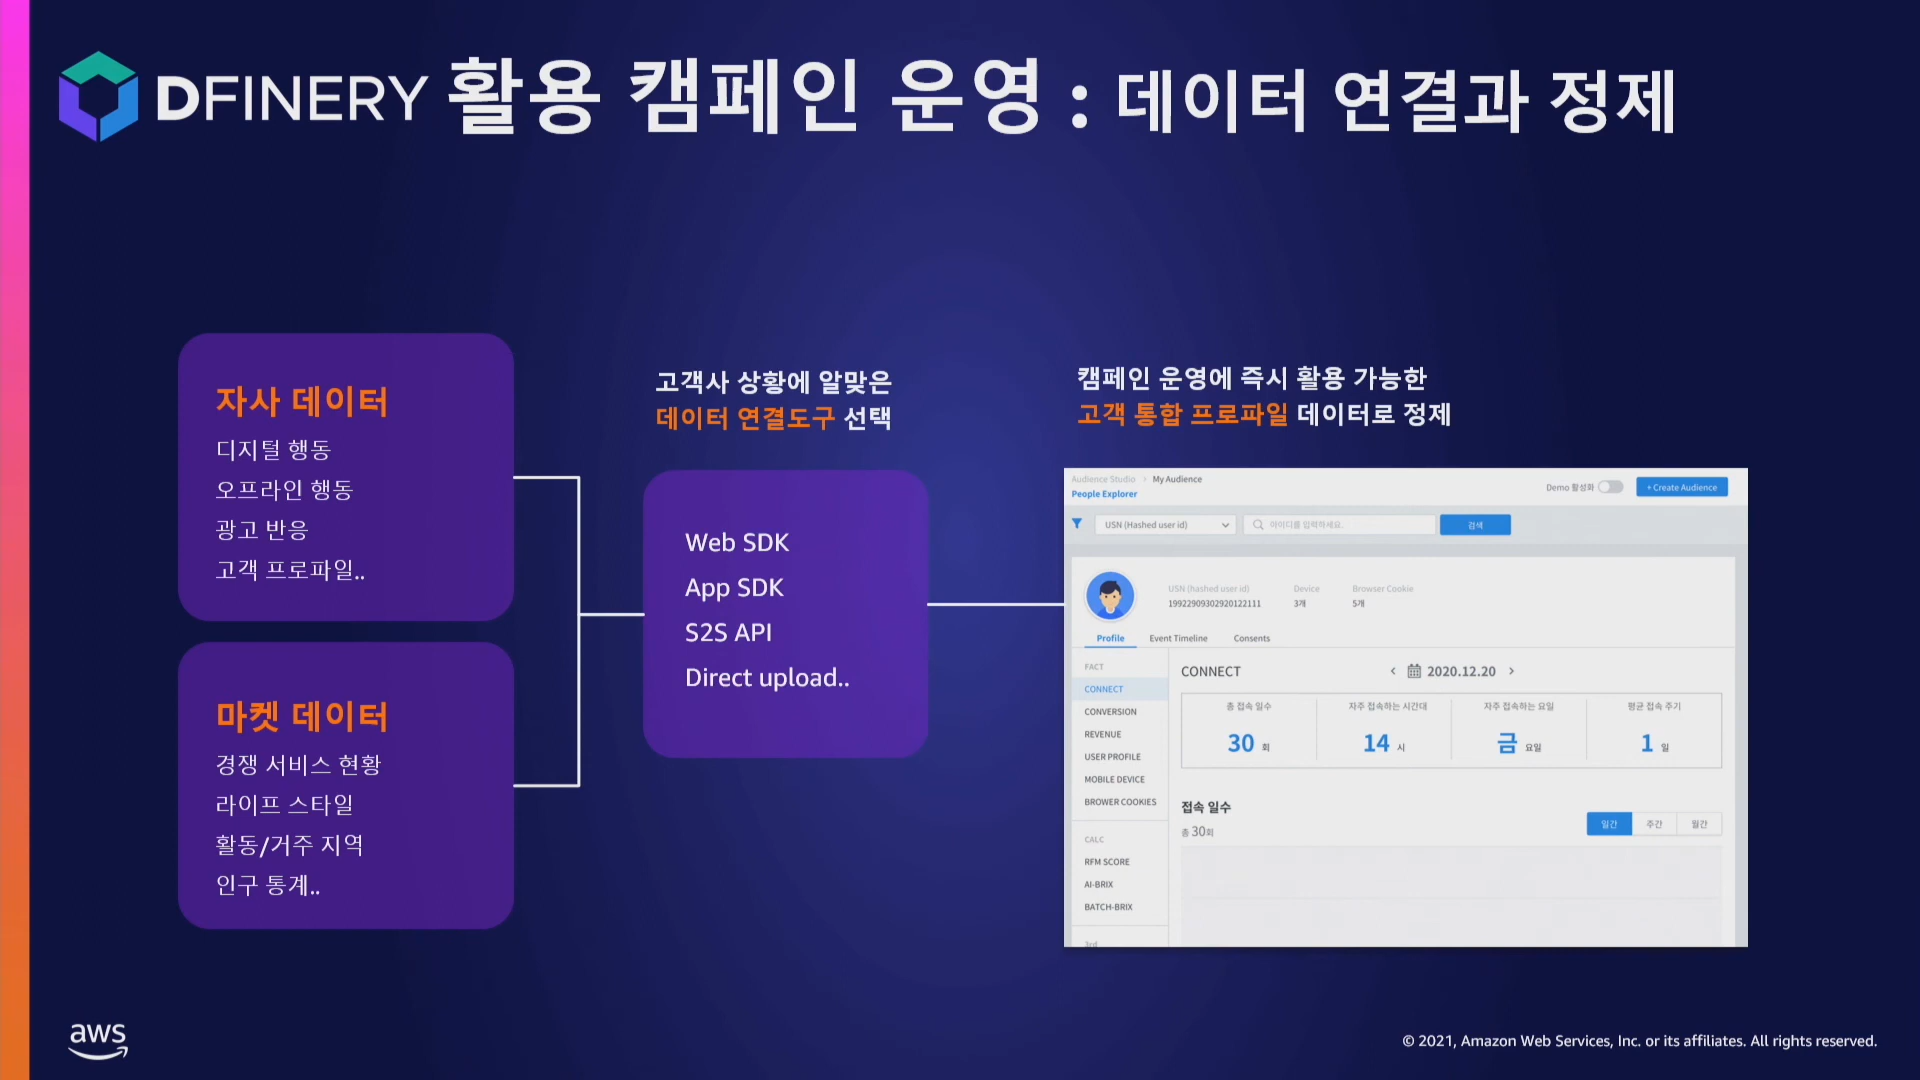 DFINERY 활용 캠페인 운영 : 데이터 연결과 정제
자사 데이터
디지털 행동
오프라인 행동
광고 반응
고객 프로파일..
마켓 데이터
경쟁 서비스 현황
라이프 스타일
활동/거주 지역
인구 통계..
고객사 상황에 알맞은
데이터 연결도구 선택
Web SDK
App SDK
S2S API
Direct upload..
캠페인 운영에 즉시 활용 가능한
고객 통합 프로파일 데이터로 정제
Audience Studio > My Audience
People Explorer
Demo 활성화
+ Create Audience
USN (Hashed user id)
아이디를 입력하세요.
검색
USN (hashed user id) Device Browser Cookie
19922909302920122111 3개 5개
Profile Event Timeline Consents
FACT
CONNECT
CONVERSION
REVENUE
USER PROFILE
MOBILE DEVICE
BROWER COOKIES
CALC
RFM SCORE
AI-BRIX
BATCH-BRIX
3rd
CONNECT
< 2020.12.20 >
총 접속 일수 자주 접속하는 시간대 자주 접속하는 요일 평균 접속 주기
30 회 14 시 금 요일 1 일
접속 일수
총 30회
일간 주간 월간
aws
© 2021, Amazon Web Services, Inc. or its affiliates. All rights reserved.